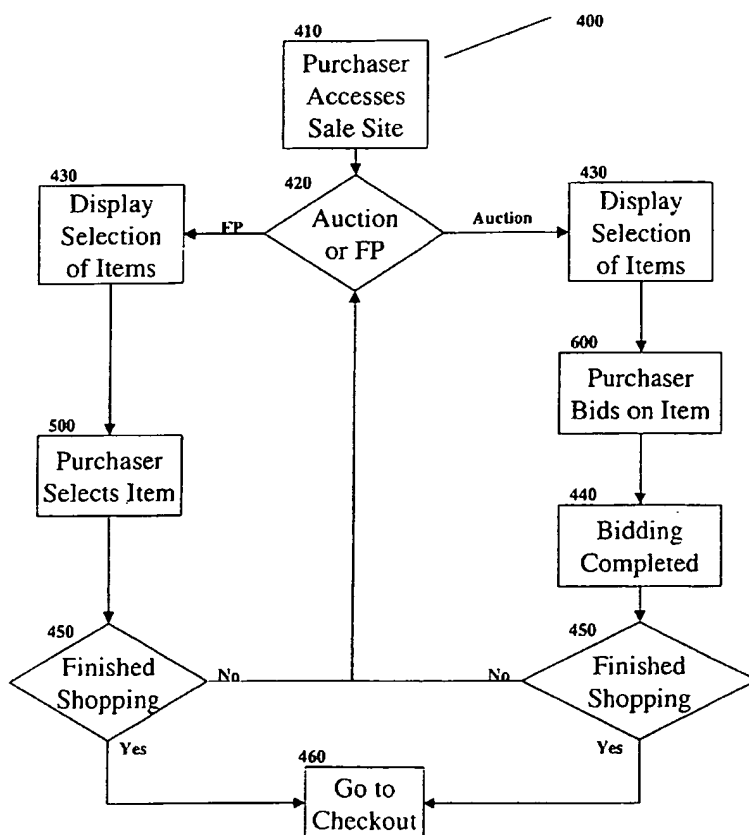 410
400
Purchaser
Accesses
Sale Site
420
Auction
or FP
FP
Auction
430
Display
Selection
of Items
430
Display
Selection
of Items
600
Purchaser
Bids on Item
500
Purchaser
Selects Item
440
Bidding
Completed
450
Finished
Shopping
No
Yes
450
Finished
Shopping
No
Yes
460
Go to
Checkout